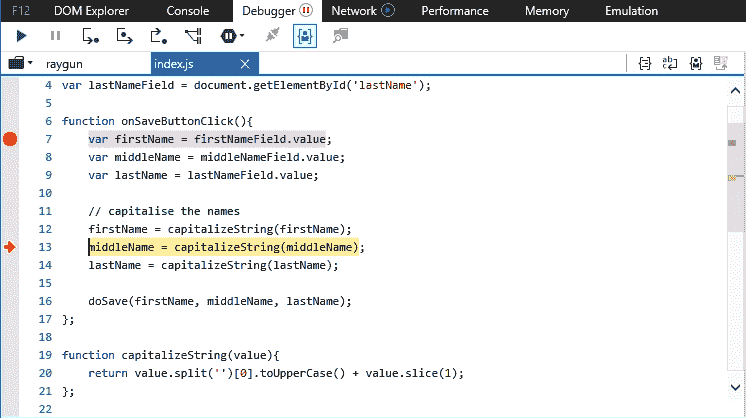 F12 DOM Explorer Console Debugger Network Performance Memory Emulation
raygun index.js
4 var lastNameField = document.getElementById('lastName');
5
6 function onSaveButtonClick(){
7 var firstName = firstNameField.value;
8 var middleName = middleNameField.value;
9 var lastName = lastNameField.value;
10
11 // capitalise the names
12 firstName = capitalizeString(firstName);
13 middleName = capitalizeString(middleName);
14 lastName = capitalizeString(lastName);
15
16 doSave(firstName, middleName, lastName);
17 };
18
19 function capitalizeString(value){
20 return value.split('')[0].toUpperCase() + value.slice(1);
21 };
22